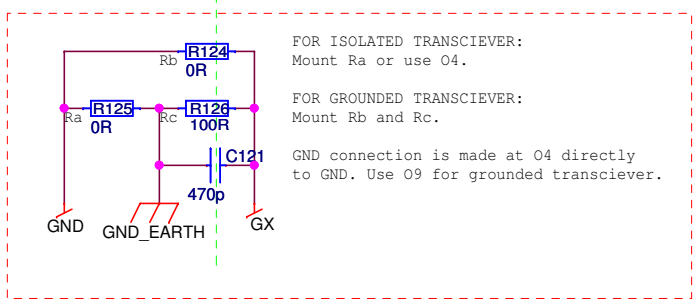 FOR ISOLATED TRANSCIEVER:
Mount Ra or use O4.
FOR GROUNDED TRANSCIEVER:
Mount Rb and Rc.
GND connection is made at O4 directly
to GND. Use O9 for grounded transciever.
Rb R124
0R
Ra R125
0R
Rc R126
100R
C121
470p
GND
GND_EARTH
GX